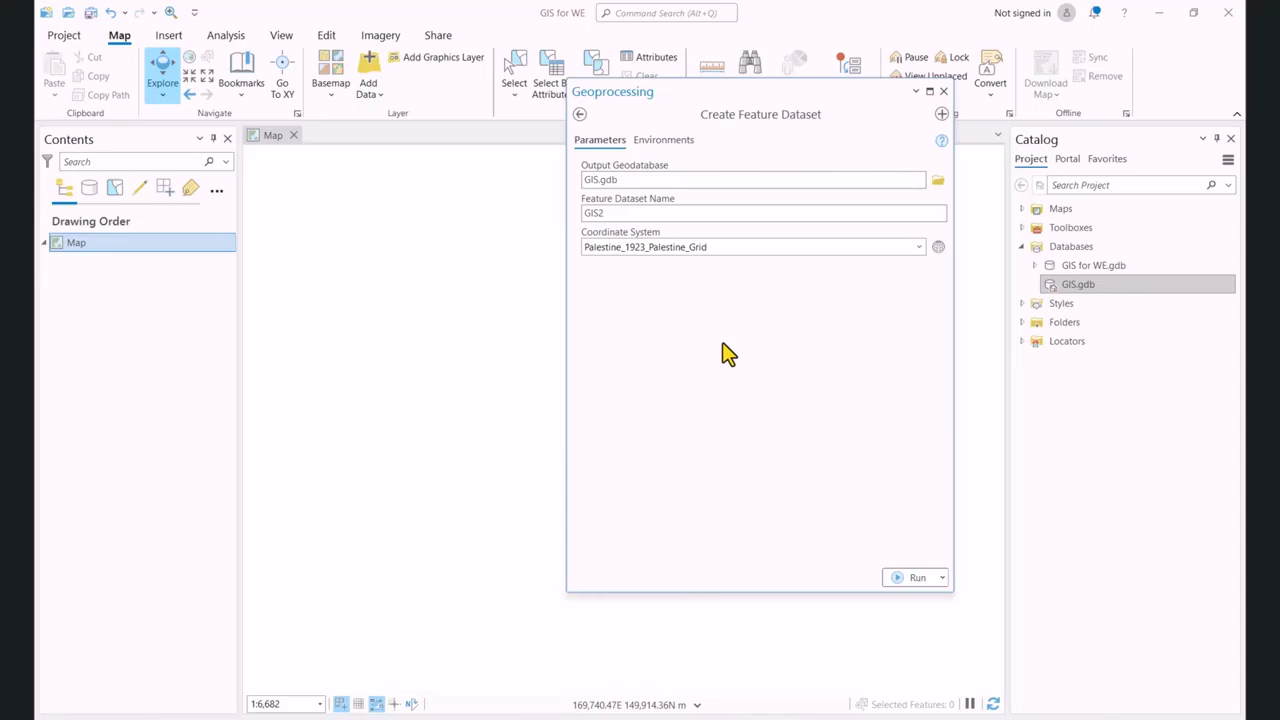 GIS for WE
Command Search (Alt+Q)
Not signed in
?
Project
Map
Insert
Analysis
View
Edit
Imagery
Share
Paste
Cut
Copy
Copy Path
Clipboard
Explore
Bookmarks
Go
To XY
Navigate
Basemap
Add
Data
Add Graphics Layer
Layer
Select
Select B
Attribute
Attributes
Clear
Pause
Lock
View Unplaced
Convert
Download
Map
Sync
Remove
Offline
Contents
Search
Drawing Order
Map
Map
Geoprocessing
Create Feature Dataset
Parameters
Environments
?
Output Geodatabase
GIS.gdb
Feature Dataset Name
GIS2
Coordinate System
Palestine_1923_Palestine_Grid
Run
Catalog
Project
Portal
Favorites
Search Project
Maps
Toolboxes
Databases
GIS for WE.gdb
GIS.gdb
Styles
Folders
Locators
1:6,682
169,740.47E 149,914.36N m
Selected Features: 0